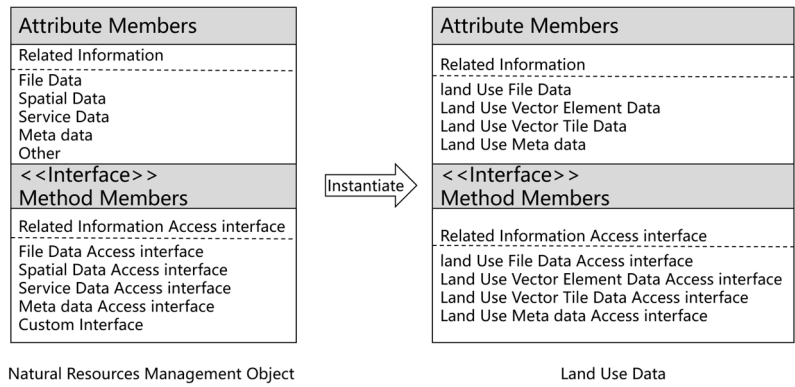 Attribute Members
Related Information
File Data
Spatial Data
Service Data
Meta data
Other
<<Interface>>
Method Members
Related Information Access interface
File Data Access interface
Spatial Data Access interface
Service Data Access interface
Meta data Access interface
Custom Interface
Natural Resources Management Object
Instantiate
Attribute Members
Related Information
land Use File Data
Land Use Vector Element Data
Land Use Vector Tile Data
Land Use Meta data
<<Interface>>
Method Members
Related Information Access interface
land Use File Data Access interface
Land Use Vector Element Data Access interface
Land Use Vector Tile Data Access interface
Land Use Meta data Access interface
Land Use Data